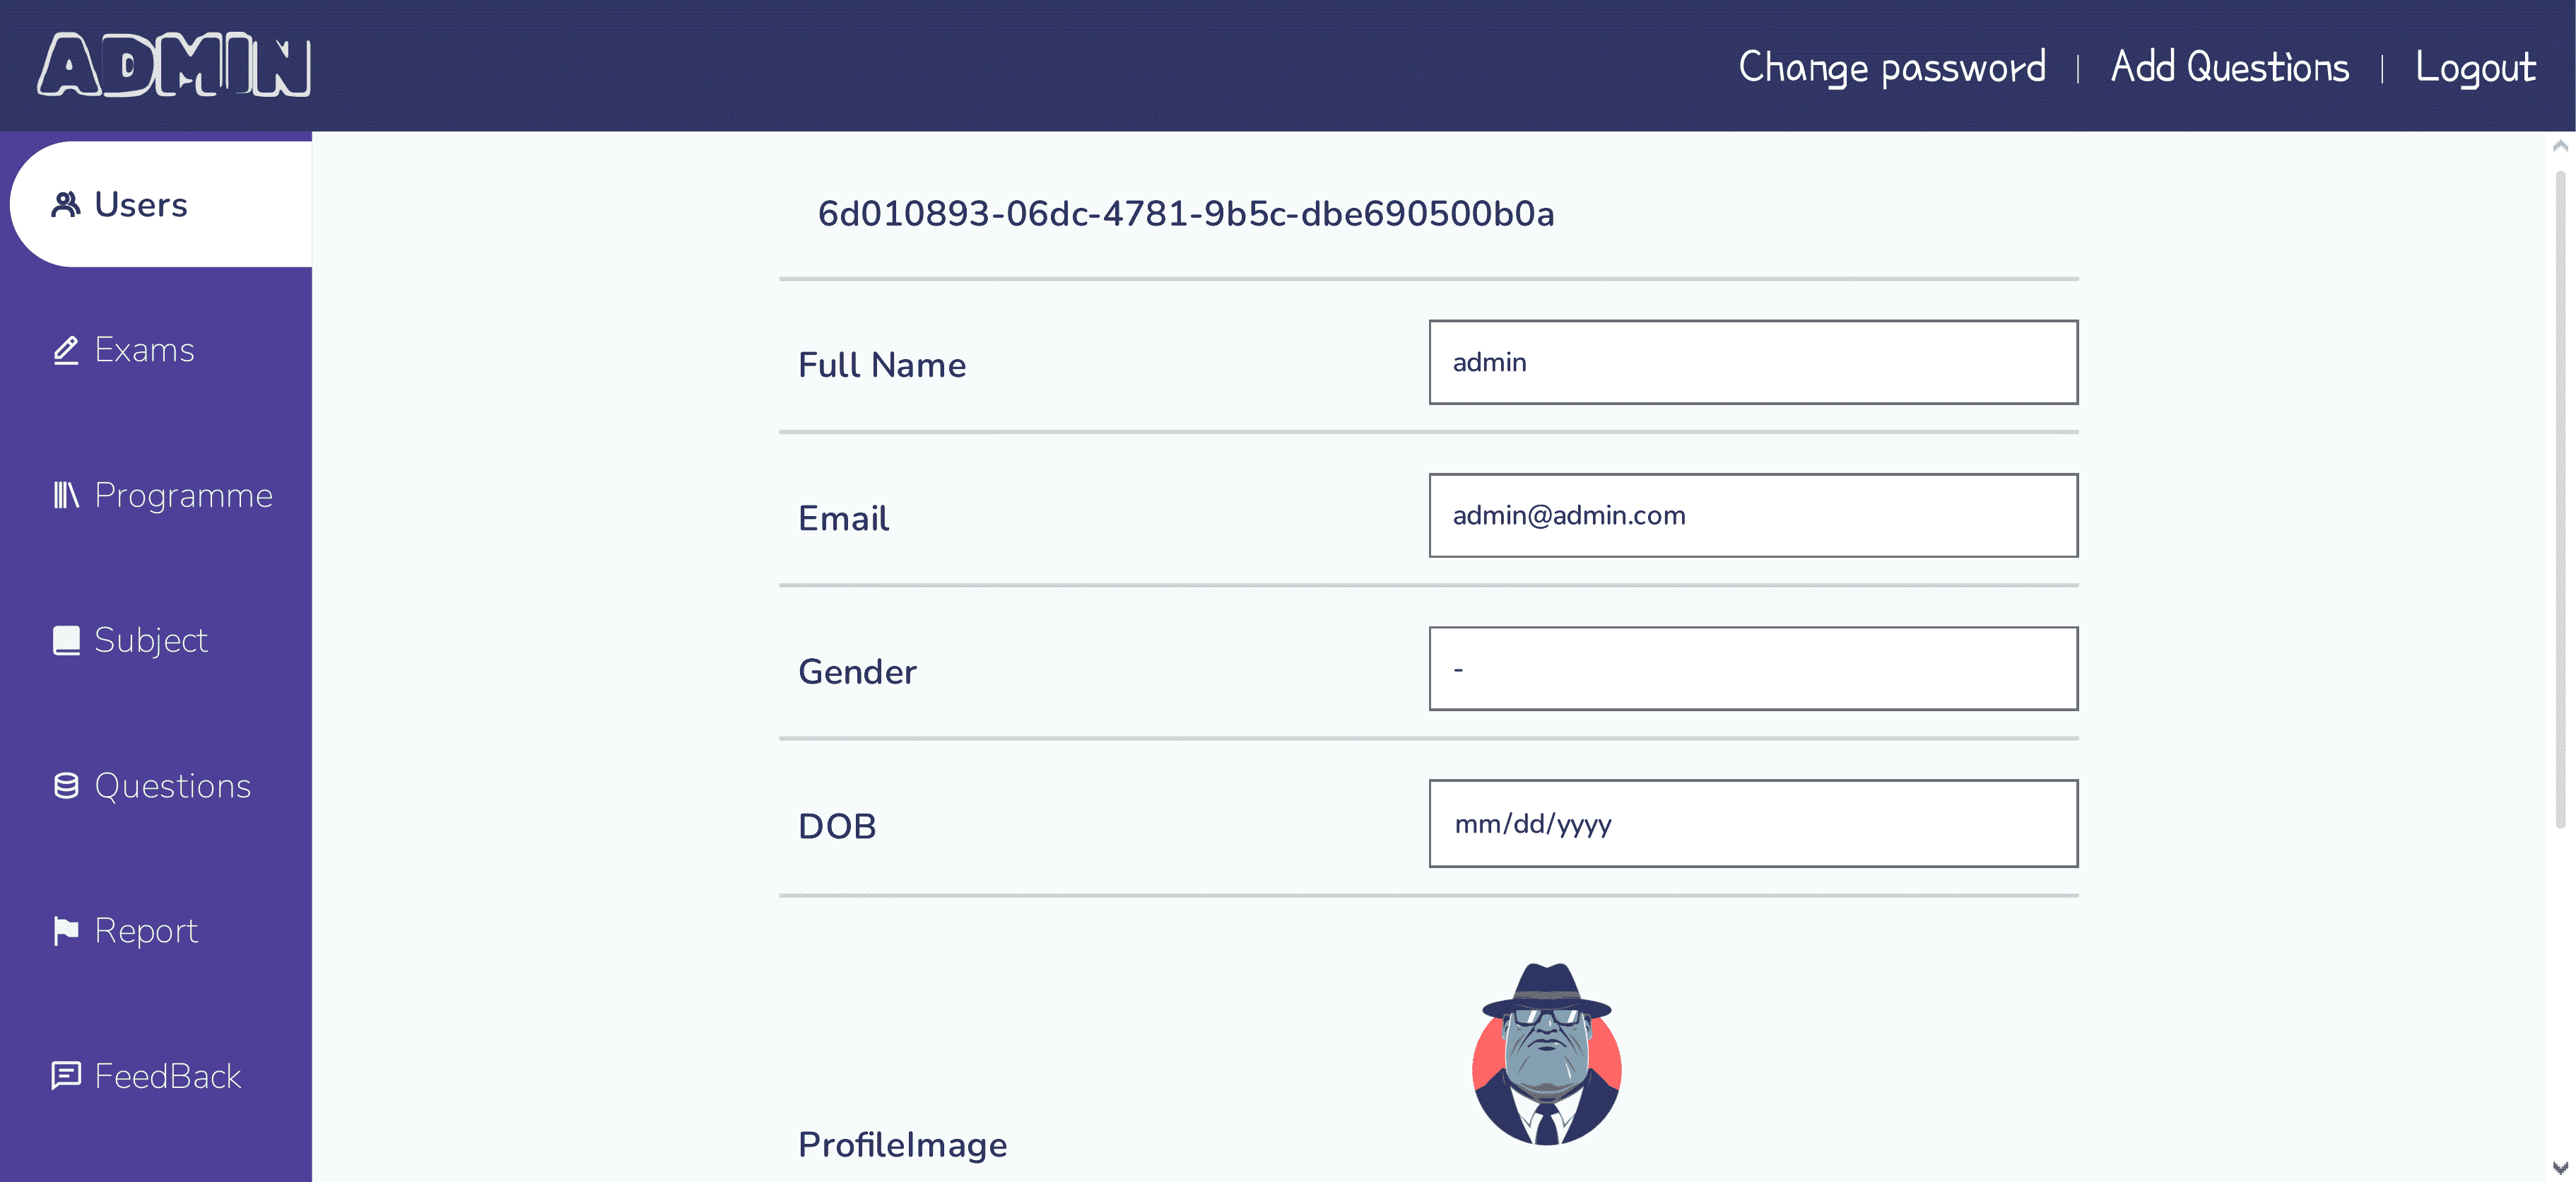 ADMIN
Change password | Add Questions | Logout
Users
Exams
Programme
Subject
Questions
Report
FeedBack
6d010893-06dc-4781-9b5c-dbe690500b0a
Full Name admin
Email admin@admin.com
Gender -
DOB mm/dd/yyyy
ProfileImage